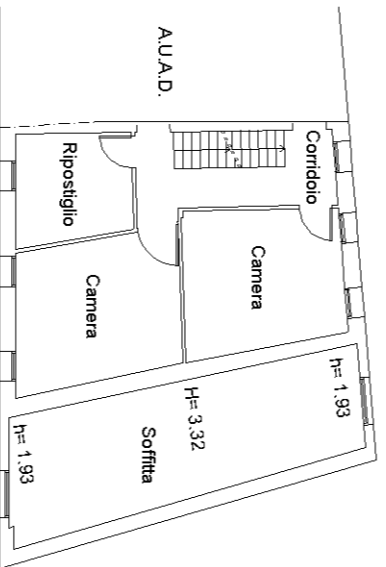 A.U.A.D.
Corridoio
Ripostiglio
Camera
Camera
h= 1.93
H= 3.32
Soffitta
h= 1.93